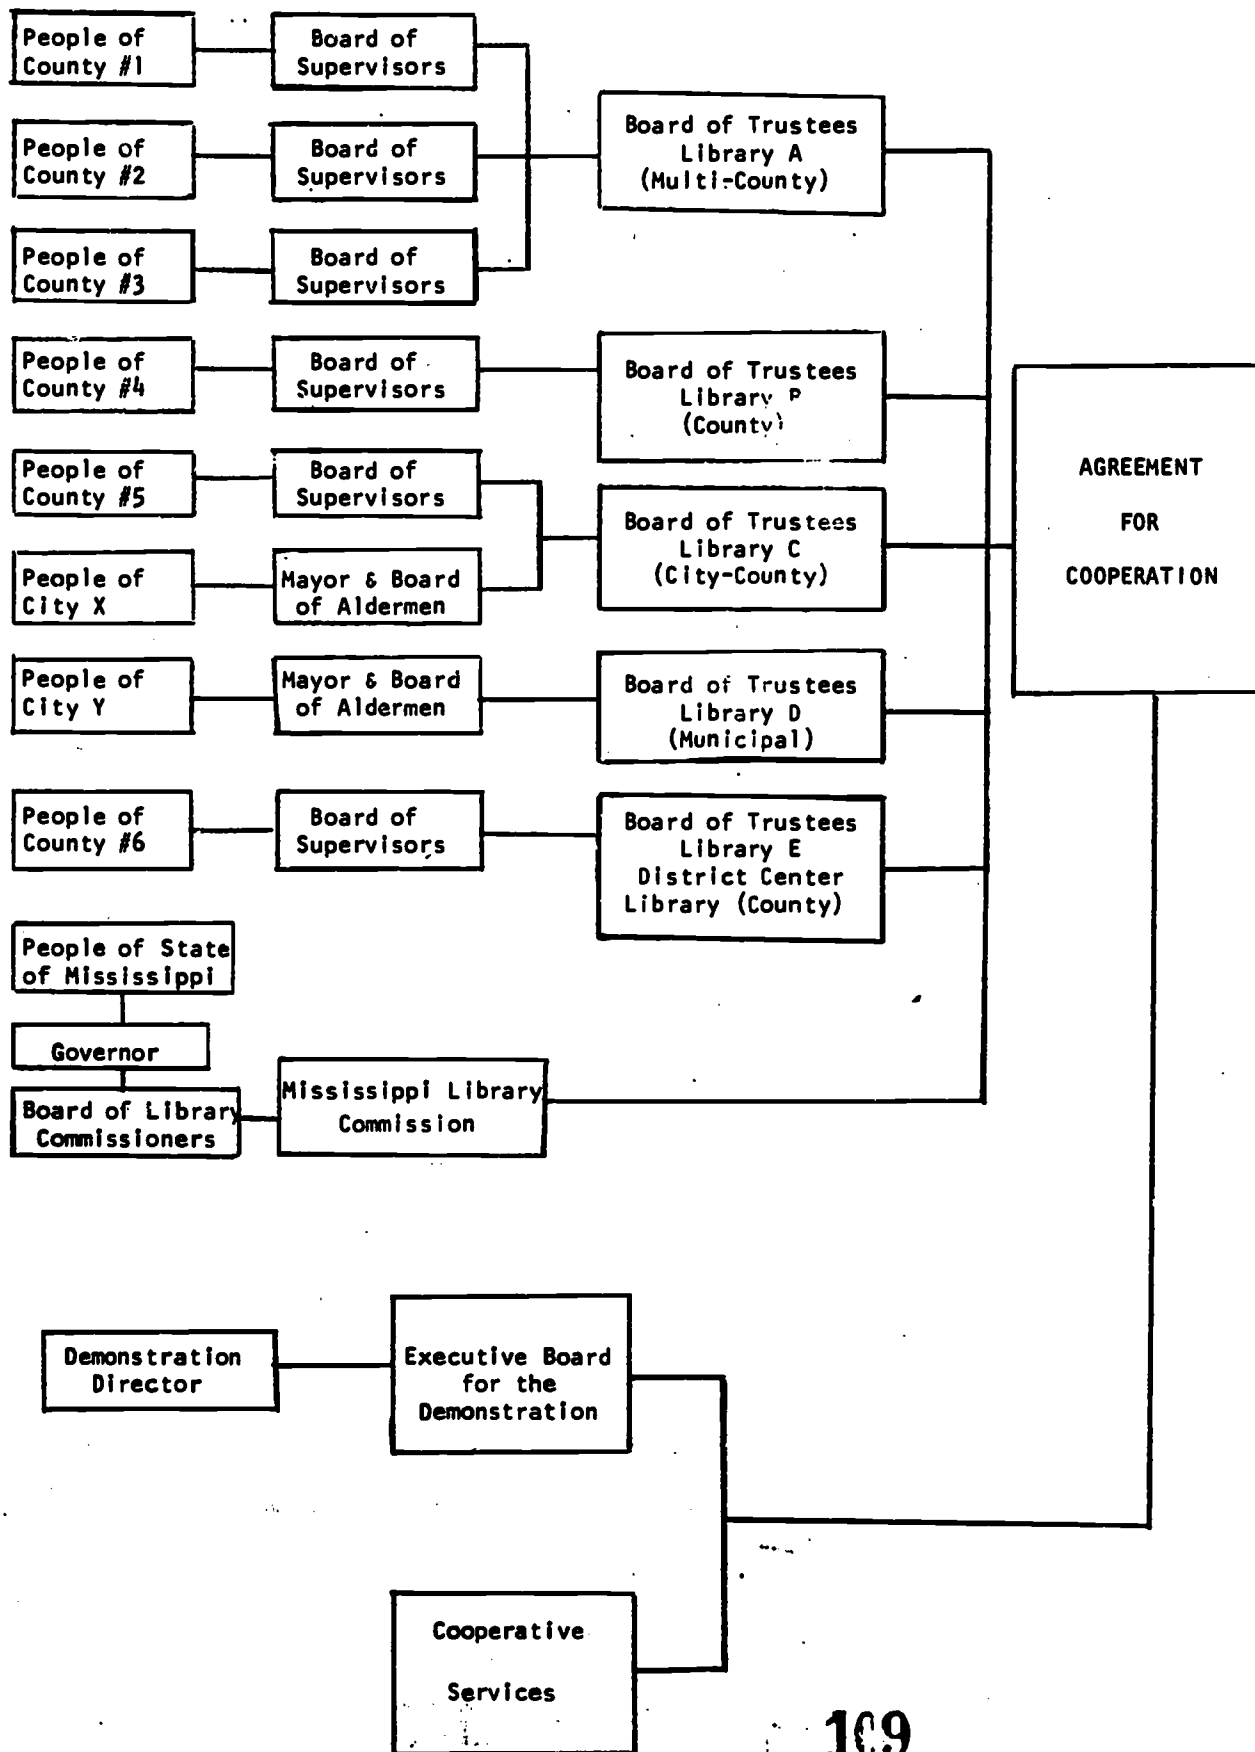 People of
County #1
Board of
Supervisors
People of
County #2
Board of
Supervisors
Board of Trustees
Library A
(Multi-County)
People of
County #3
Board of
Supervisors
People of
County #4
Board of
Supervisors
Board of Trustees
Library
(County)
People of
County #5
Board of
Supervisors
Board of Trustees
Library C
(City-County)
People of
City X
Mayor & Board
of Aldermen
AGREEMENT
FOR
COOPERATION
People of
City Y
Mayor & Board
of Aldermen
Board of Trustees
Library D
(Municipal)
People of
County #6
Board of
Supervisors
Board of Trustees
Library E
District Center
Library (County)
People of State
of Mississippi
Governor
Board of Library
Commissioners
Mississippi Library
Commission
Demonstration
Director
Executive Board
for the
Demonstration
Cooperative
Services
109